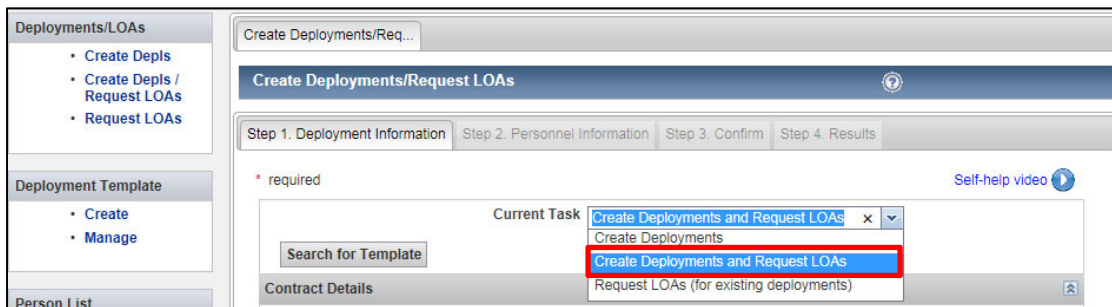 Deployments/LOAs
• Create Depls
• Create Depls /
Request LOAs
• Request LOAs
Deployment Template
• Create
• Manage
Person List
Create Deployments/Req...
Create Deployments/Request LOAs
Step 1. Deployment Information Step 2. Personnel Information Step 3. Confirm Step 4. Results
* required Self-help video
Current Task Create Deployments and Request LOAs x
Create Deployments
Create Deployments and Request LOAs
Request LOAs (for existing deployments)
Search for Template
Contract Details